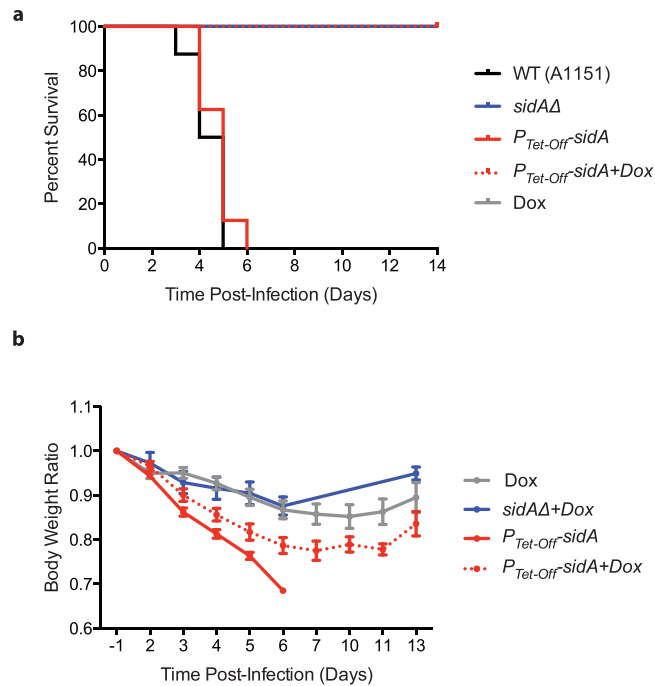 a
100
80
60
40
20
0
Percent Survival
0 2 4 6 8 10 12 14
Time Post-Infection (Days)
WT (A1151)
sidAΔ
PTet-Off-sidA
PTet-Off-sidA+Dox
Dox
b
1.1
1.0
0.9
0.8
0.7
0.6
Body Weight Ratio
-1 2 3 4 5 6 7 10 11 13
Time Post-Infection (Days)
Dox
sidAΔ+Dox
PTet-Off-sidA
PTet-Off-sidA+Dox